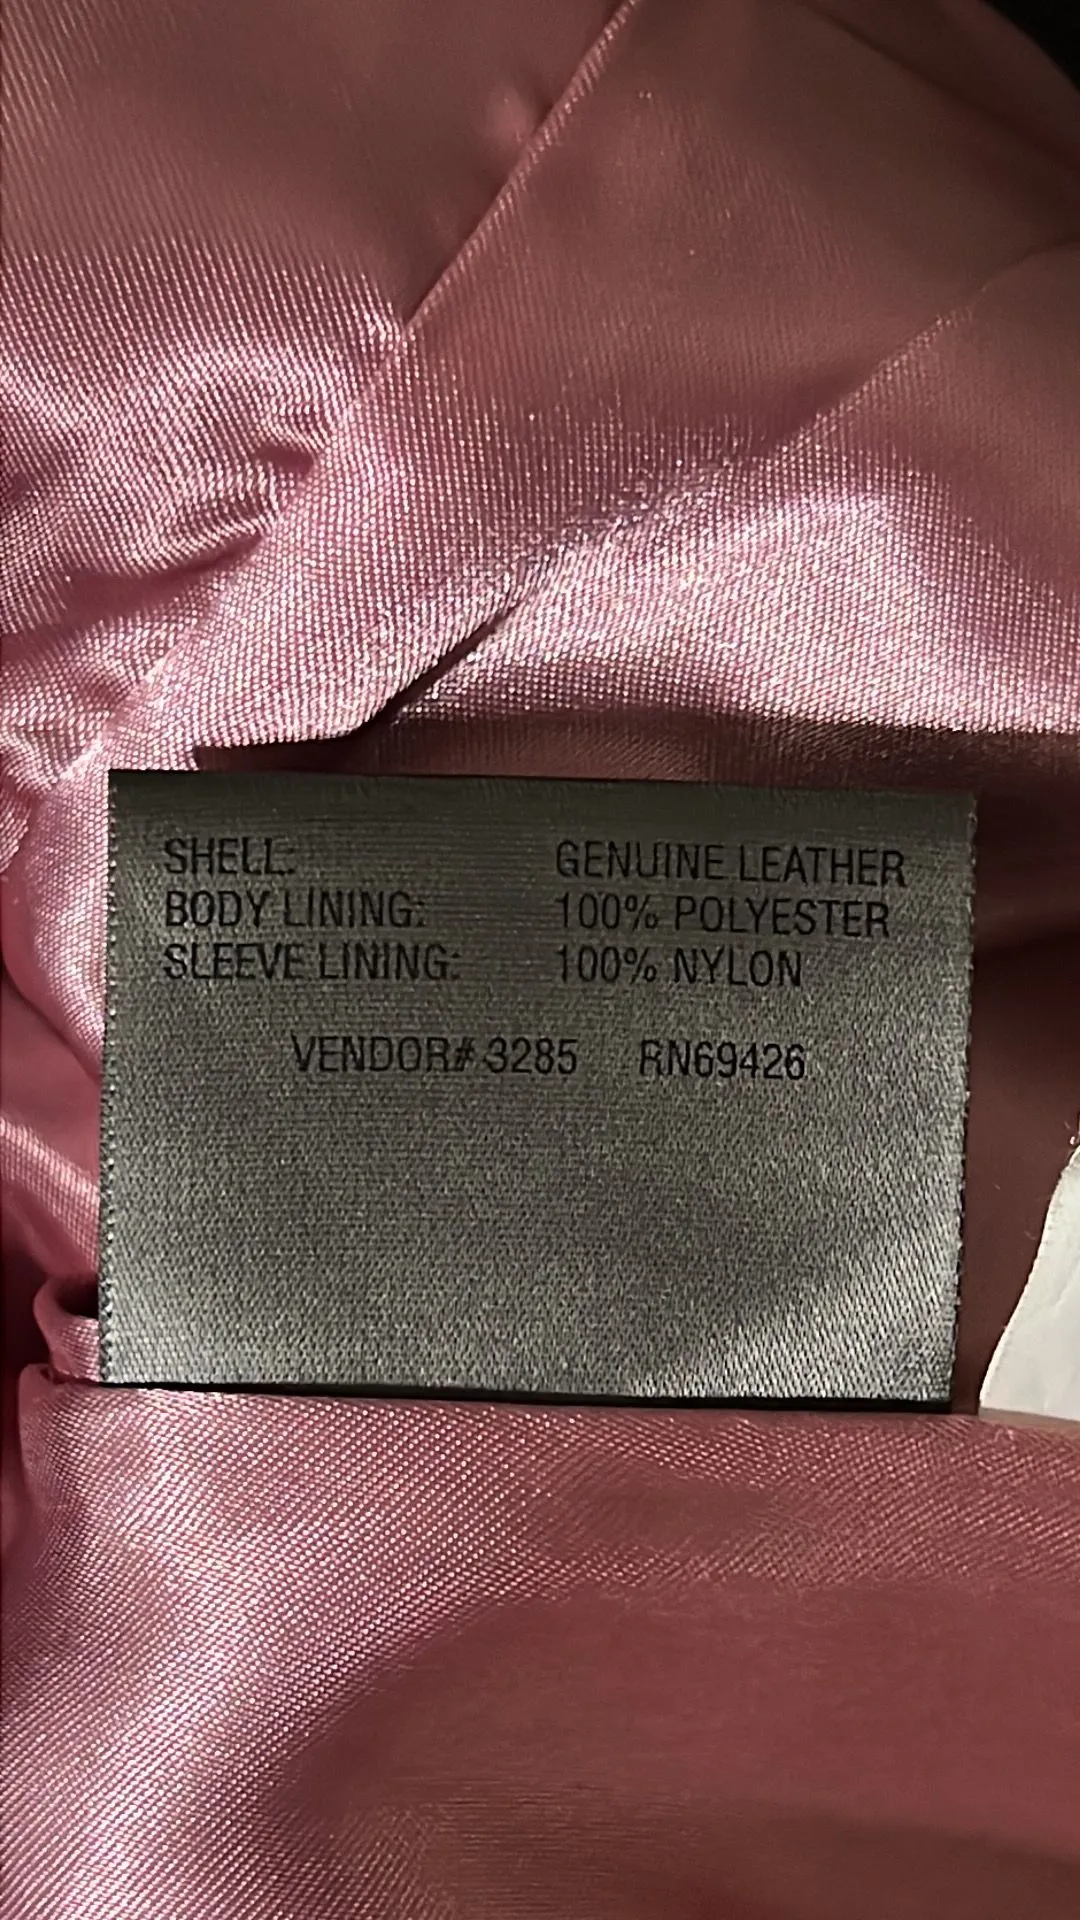 SHELL: GENUINE LEATHER
BODY LINING: 100% POLYESTER
SLEEVE LINING: 100% NYLON
VENDOR# 3285 RN69426